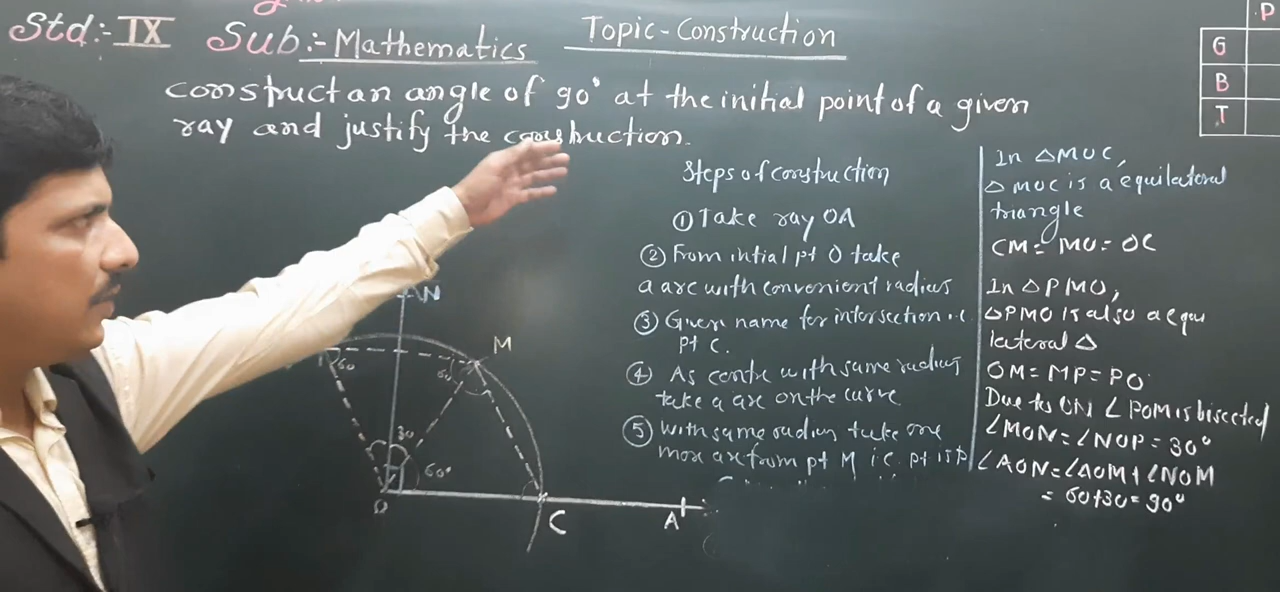 Std:- IX
Sub:- Mathematics
Topic - Construction
P
G
B
T
construct an angle of 90° at the initial point of a given
ray and justify the construction.
Steps of construction
① Take ray OA
② From intial pt O take
a arc with convenient radius
③ Given name for intersection i.e.
pt C.
④ As centre with same radius
take a arc on the curve
⑤ with same radius take one
more arc from pt M i.e. pt is P
In △MOC,
△MOC is a equilateral
triangle
CM = MO = OC
In △PMO,
△PMO is also a equi
lateral △
OM = MP = PO
Due to ON ∠POM is bisected
∠MON = ∠NOP = 30°
∠AON = ∠AOM + ∠NOM
= 60+30 = 90°
N
M
60
60
30
60°
O
C
A